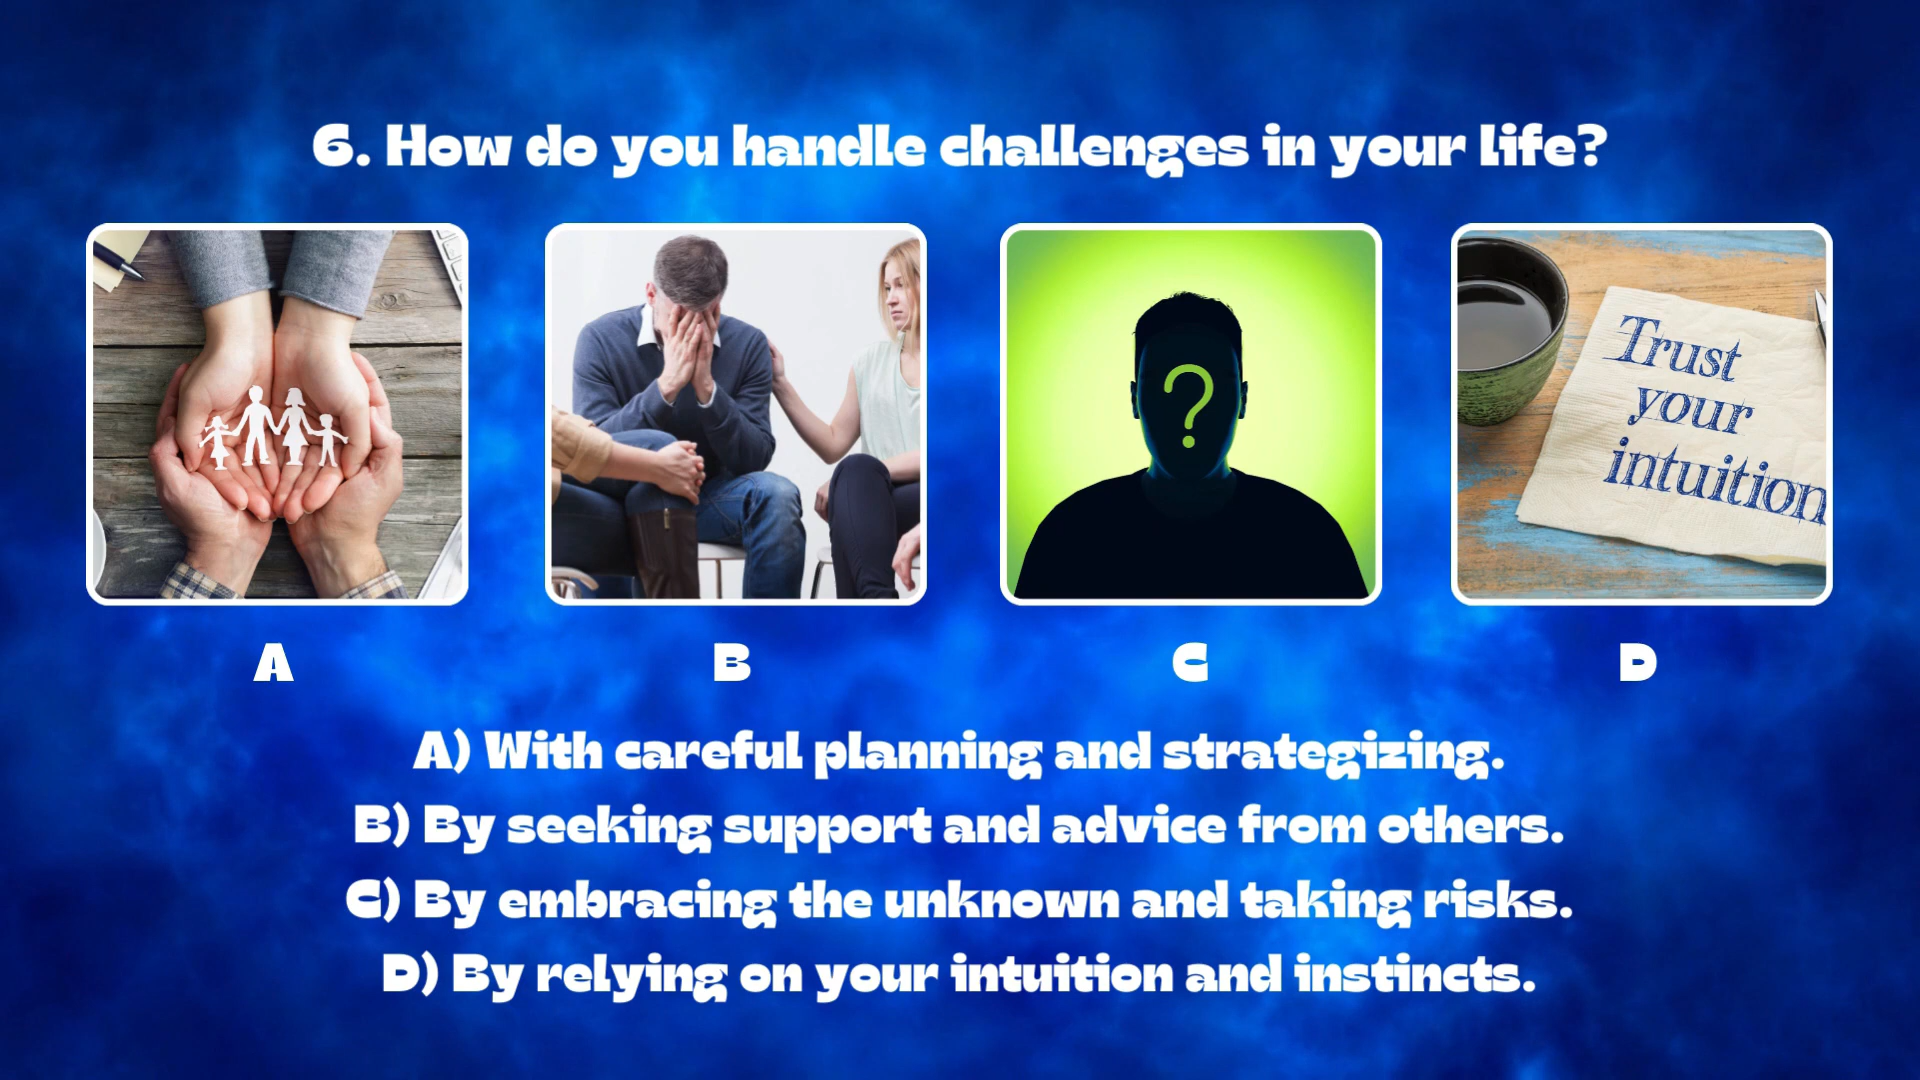 6. How do you handle challenges in your life?
?
Trust
your
intuition
A
B
C
D
A) With careful planning and strategizing.
B) By seeking support and advice from others.
C) By embracing the unknown and taking risks.
D) By relying on your intuition and instincts.